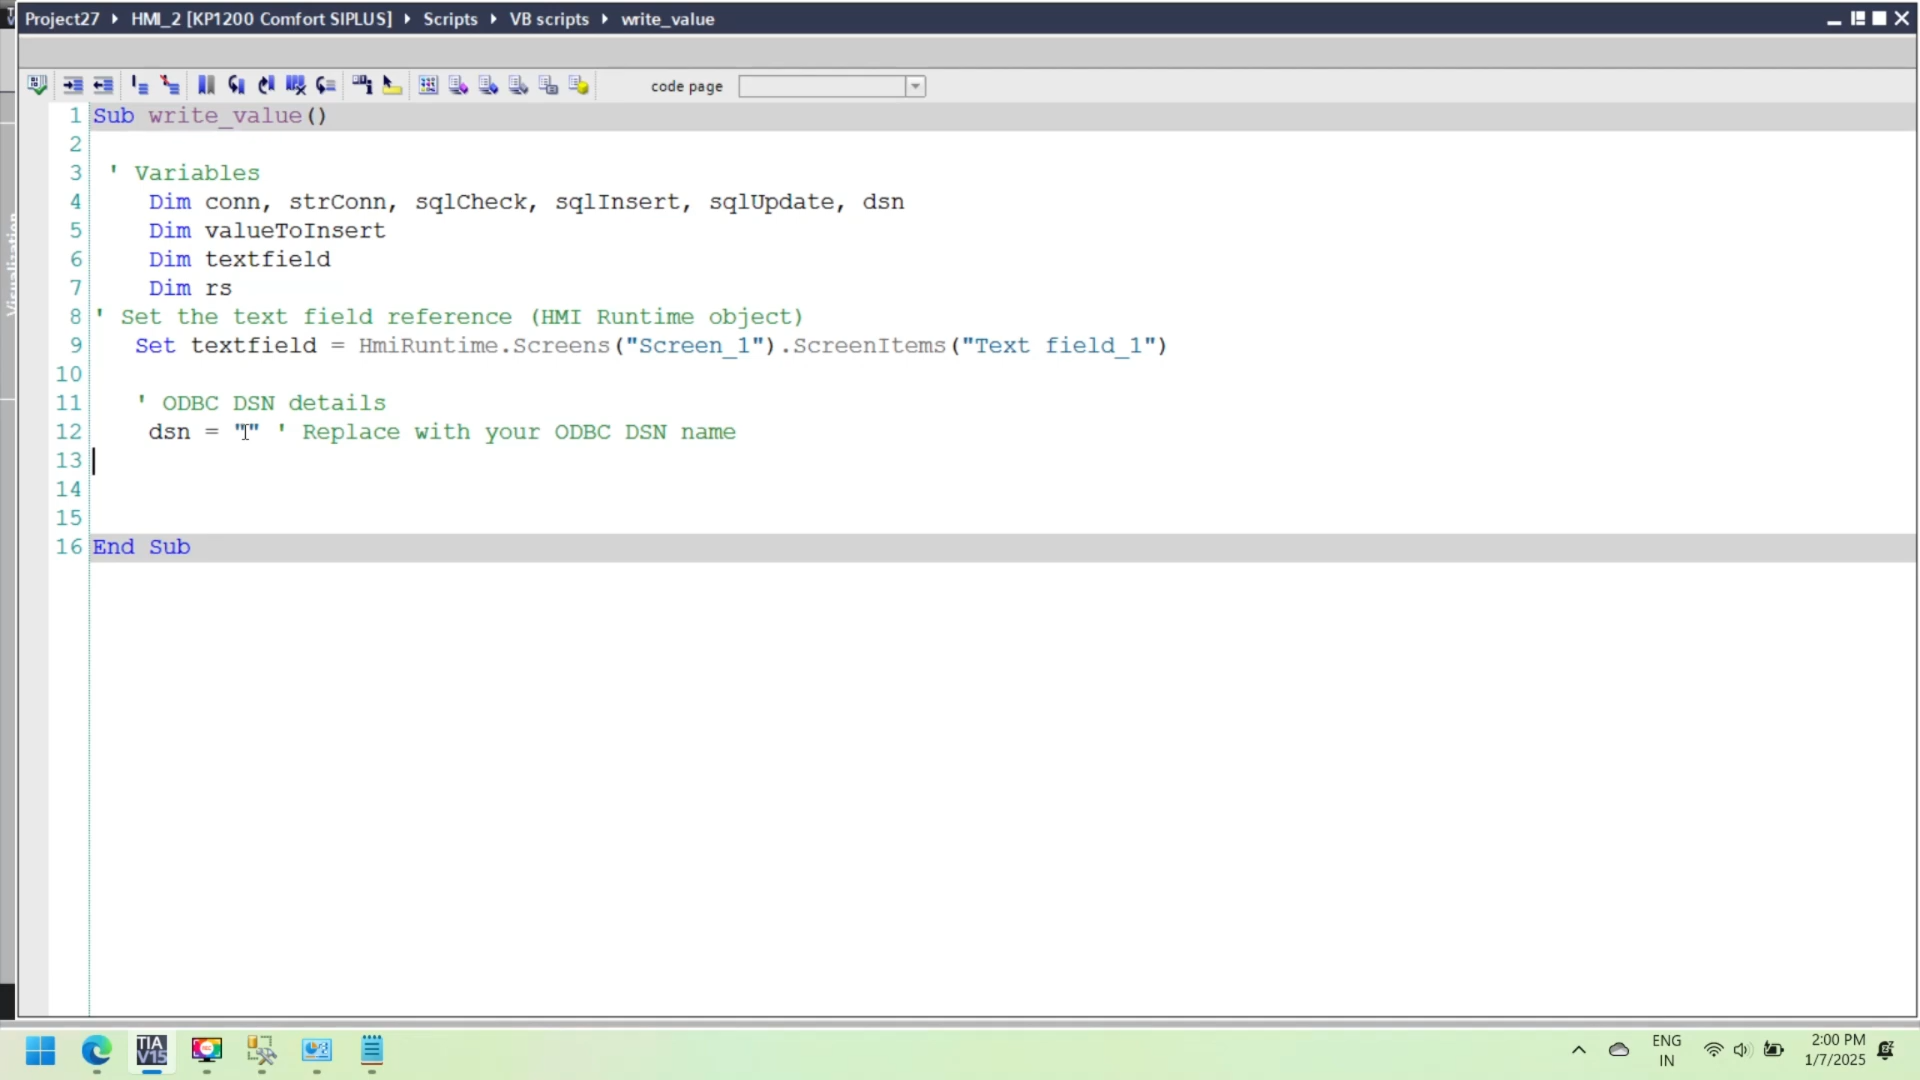 Project27 ▸ HMI_2 [KP1200 Comfort SIPLUS] ▸ Scripts ▸ VB scripts ▸ write_value
code page
1 Sub write_value()
2
3 ' Variables
4 Dim conn, strConn, sqlCheck, sqlInsert, sqlUpdate, dsn
5 Dim valueToInsert
6 Dim textfield
7 Dim rs
8 ' Set the text field reference (HMI Runtime object)
9 Set textfield = HmiRuntime.Screens("Screen_1").ScreenItems("Text field_1")
10
11 ' ODBC DSN details
12 dsn = "" ' Replace with your ODBC DSN name
13
14
15
16 End Sub
Visualization
TIA
V15
ENG
IN
2:00 PM
1/7/2025